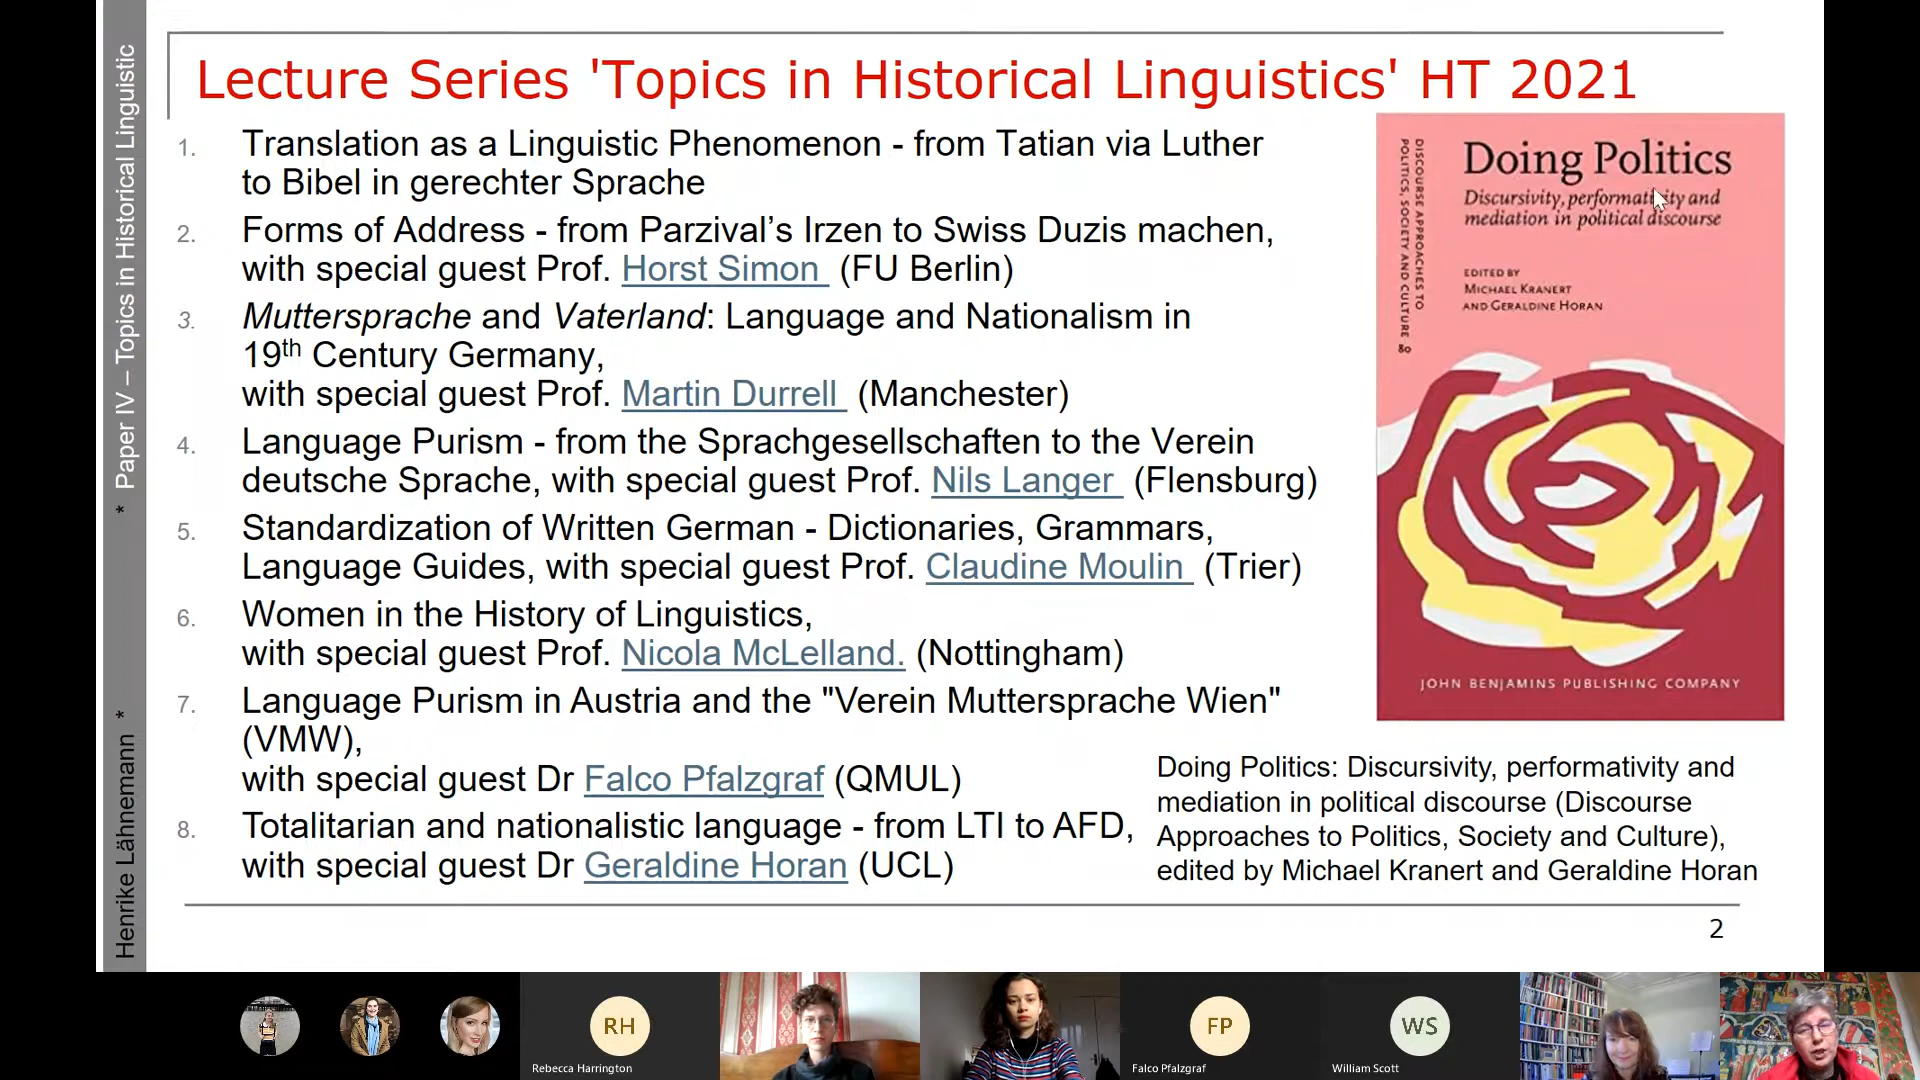 Paper IV – Topics in Historical Linguistic
*
*
Henrike Lähnemann
Lecture Series 'Topics in Historical Linguistics' HT 2021
1. Translation as a Linguistic Phenomenon - from Tatian via Luther
to Bibel in gerechter Sprache
2. Forms of Address - from Parzival’s Irzen to Swiss Duzis machen,
with special guest Prof. Horst Simon (FU Berlin)
3. Muttersprache and Vaterland: Language and Nationalism in
19th Century Germany,
with special guest Prof. Martin Durrell (Manchester)
4. Language Purism - from the Sprachgesellschaften to the Verein
deutsche Sprache, with special guest Prof. Nils Langer (Flensburg)
5. Standardization of Written German - Dictionaries, Grammars,
Language Guides, with special guest Prof. Claudine Moulin (Trier)
6. Women in the History of Linguistics,
with special guest Prof. Nicola McLelland. (Nottingham)
7. Language Purism in Austria and the "Verein Muttersprache Wien"
(VMW),
with special guest Dr Falco Pfalzgraf (QMUL)
8. Totalitarian and nationalistic language - from LTI to AFD,
with special guest Dr Geraldine Horan (UCL)
DISCOURSE APPROACHES TO
POLITICS, SOCIETY AND CULTURE 80
Doing Politics
Discursivity, performativity and
mediation in political discourse
EDITED BY
MICHAEL KRANERT
AND GERALDINE HORAN
JOHN BENJAMINS PUBLISHING COMPANY
Doing Politics: Discursivity, performativity and
mediation in political discourse (Discourse
Approaches to Politics, Society and Culture),
edited by Michael Kranert and Geraldine Horan
2
RH
Rebecca Harrington
FP
Falco Pfalzgraf
WS
William Scott